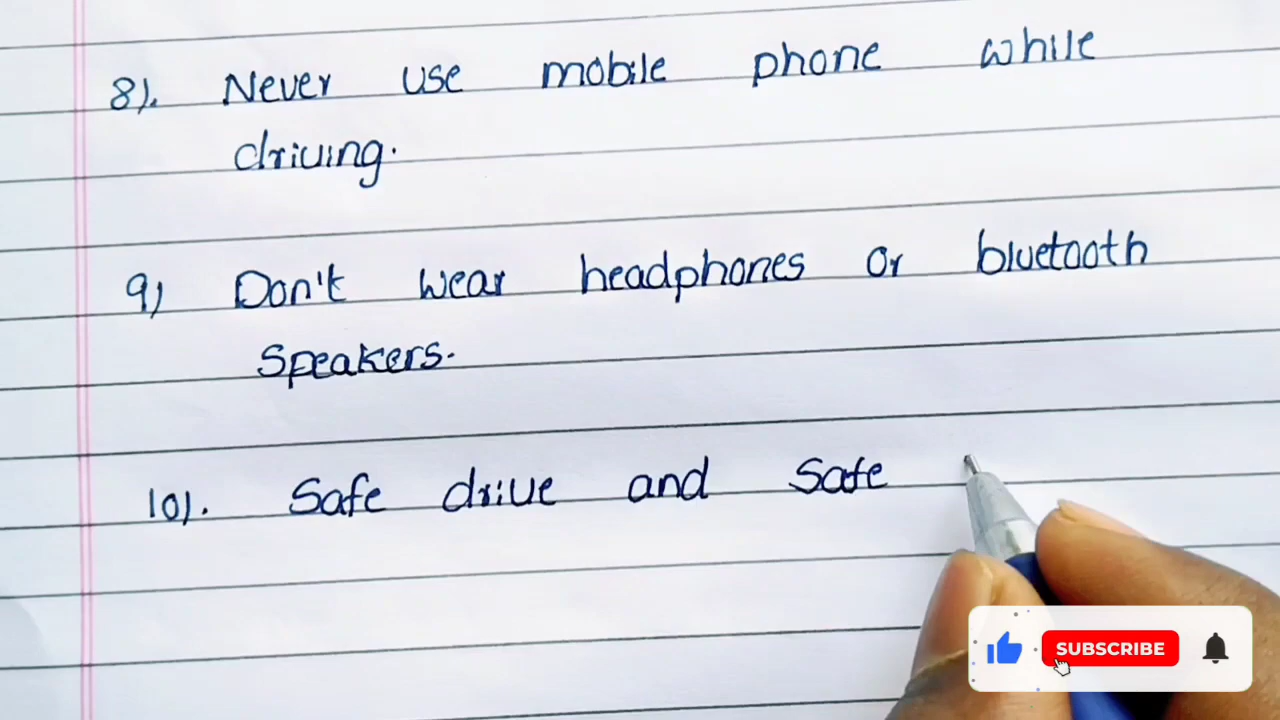 8). Never use mobile phone while
driving.
9) Don't wear headphones or bluetooth
Speakers.
10). Safe drive and Safe
SUBSCRIBE